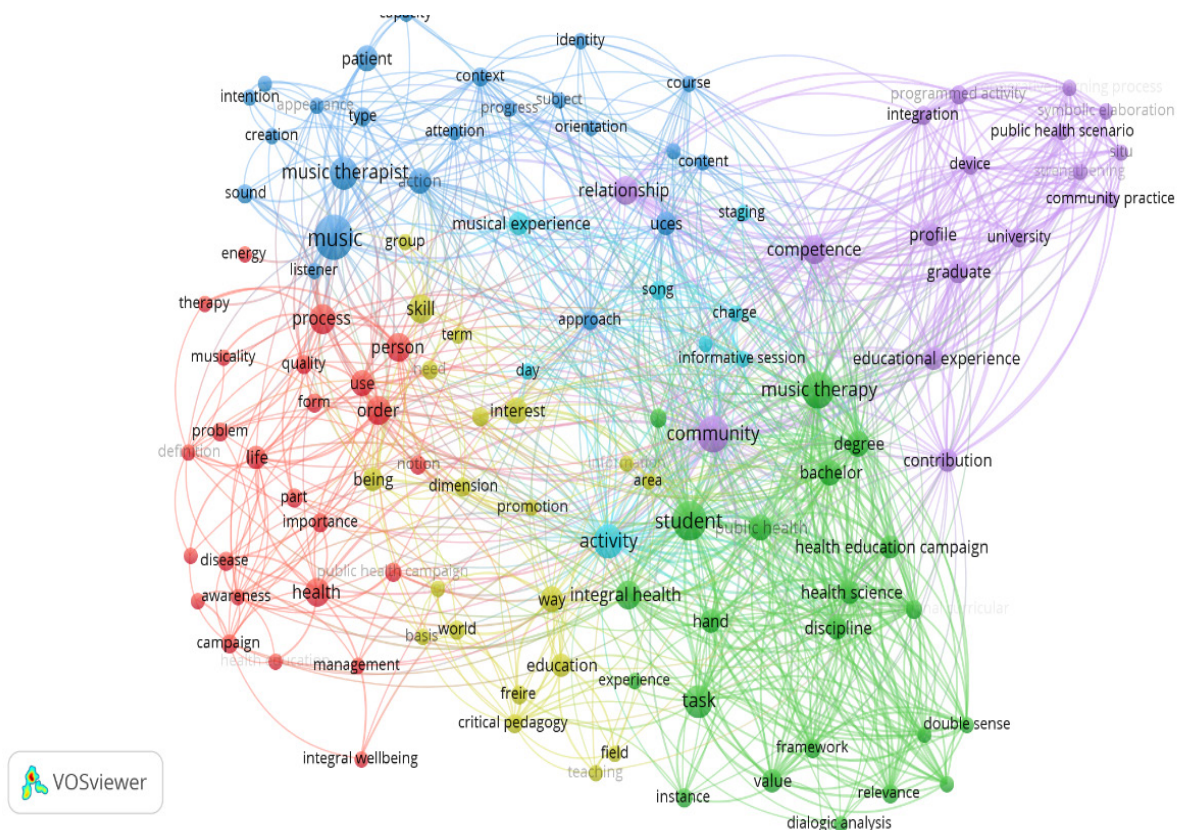 capacity
identity
patient
context
course
intention
appearance
type
progress
subject
programmed activity
integration
symbolic elaboration
creation
attention
orientation
public health scenario
situ
music therapist
action
content
device
strengthening
sound
relationship
community practice
musical experience
uces
staging
music
group
competence
profile
university
energy
listener
graduate
therapy
process
skill
song
approach
charge
musicality
quality
person
term
need
day
informative session
educational experience
use
music therapy
form
order
interest
problem
community
degree
definition
life
notion
information
area
bachelor
contribution
being
dimension
part
promotion
importance
student
public health
activity
health education campaign
disease
public health campaign
awareness
health
way
integral health
health science
hand
discipline
campaign
basis
world
health education
management
education
experience
freire
task
critical pedagogy
double sense
integral wellbeing
field
teaching
framework
value
relevance
instance
dialogic analysis
VOSviewer